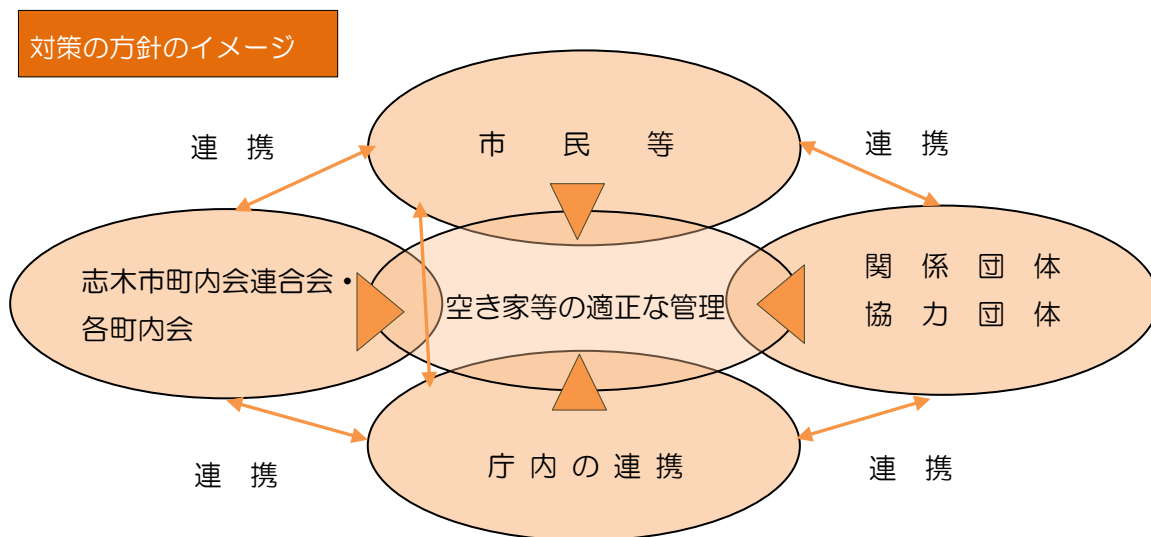 対策の方針のイメージ
連　携
市　民　等
連　携
志木市町内会連合会・
各町内会
空き家等の適正な管理
関　係　団　体
協　力　団　体
連　携
庁 内 の 連 携
連　携